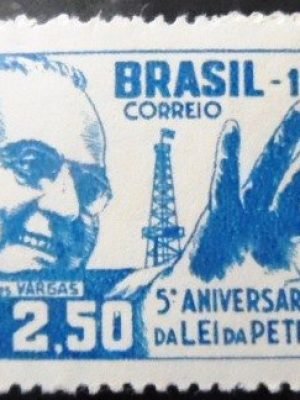 BRASIL - 1
CORREIO
VARGAS
2,50
5º ANIVERSAR
DA LEI DA PETR